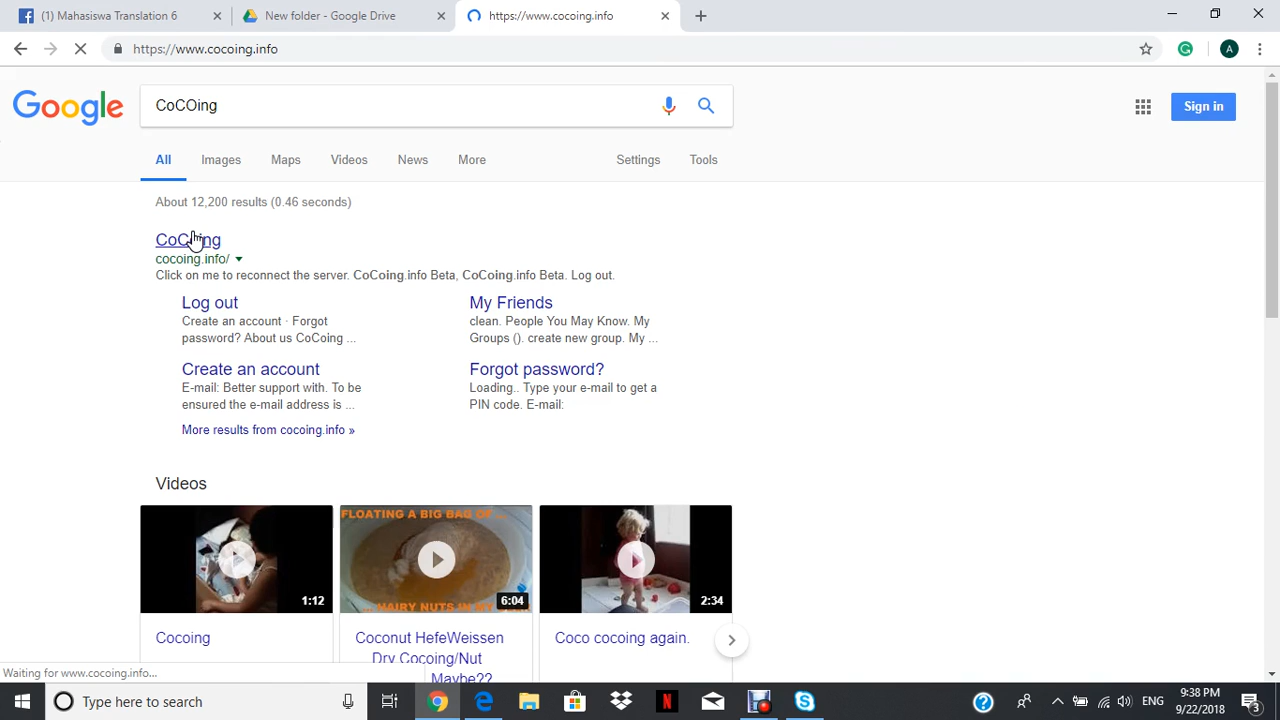 (1) Mahasiswa Translation 6
New folder - Google Drive
https://www.cocoing.info
https://www.cocoing.info
A
Google
CoCOing
Sign in
All Images Maps Videos News More Settings Tools
About 12,200 results (0.46 seconds)
CoCOing
cocoing.info/
Click on me to reconnect the server. CoCoing.info Beta, CoCoing.info Beta. Log out.
Log out
Create an account · Forgot
password? About us CoCoing ...
My Friends
clean. People You May Know. My
Groups (). create new group. My ...
Create an account
E-mail: Better support with. To be
ensured the e-mail address is ...
Forgot password?
Loading.. Type your e-mail to get a
PIN code. E-mail:
More results from cocoing.info »
Videos
1:12
FLOATING A BIG BAG OF ...
... HAIRY NUTS IN MY
6:04
2:34
Cocoing
Coconut HefeWeissen
Dry Cocoing/Nut
Maybe??
Coco cocoing again.
Waiting for www.cocoing.info...
Type here to search
ENG
9:38 PM
9/22/2018
3